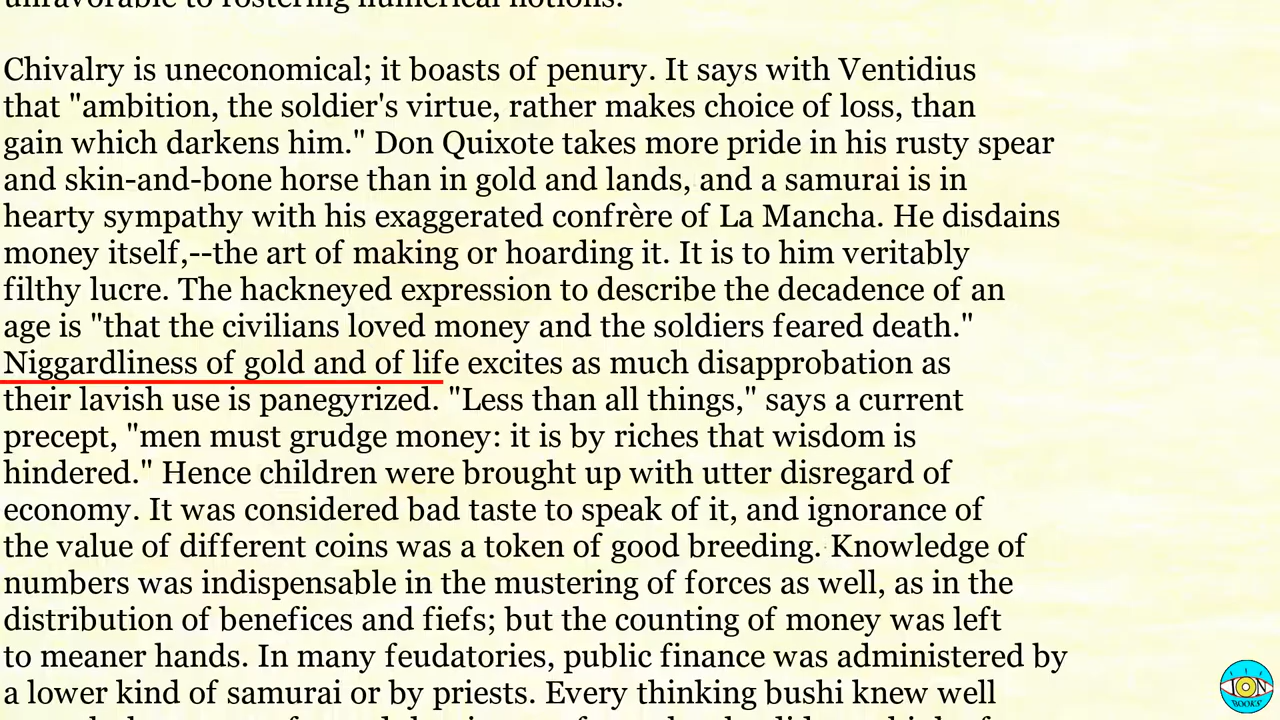 unfavorable to fostering numerical notions.
Chivalry is uneconomical; it boasts of penury. It says with Ventidius
that "ambition, the soldier's virtue, rather makes choice of loss, than
gain which darkens him." Don Quixote takes more pride in his rusty spear
and skin-and-bone horse than in gold and lands, and a samurai is in
hearty sympathy with his exaggerated confrère of La Mancha. He disdains
money itself,--the art of making or hoarding it. It is to him veritably
filthy lucre. The hackneyed expression to describe the decadence of an
age is "that the civilians loved money and the soldiers feared death."
Niggardliness of gold and of life excites as much disapprobation as
their lavish use is panegyrized. "Less than all things," says a current
precept, "men must grudge money: it is by riches that wisdom is
hindered." Hence children were brought up with utter disregard of
economy. It was considered bad taste to speak of it, and ignorance of
the value of different coins was a token of good breeding. Knowledge of
numbers was indispensable in the mustering of forces as well, as in the
distribution of benefices and fiefs; but the counting of money was left
to meaner hands. In many feudatories, public finance was administered by
a lower kind of samurai or by priests. Every thinking bushi knew well
ION
BOOKS